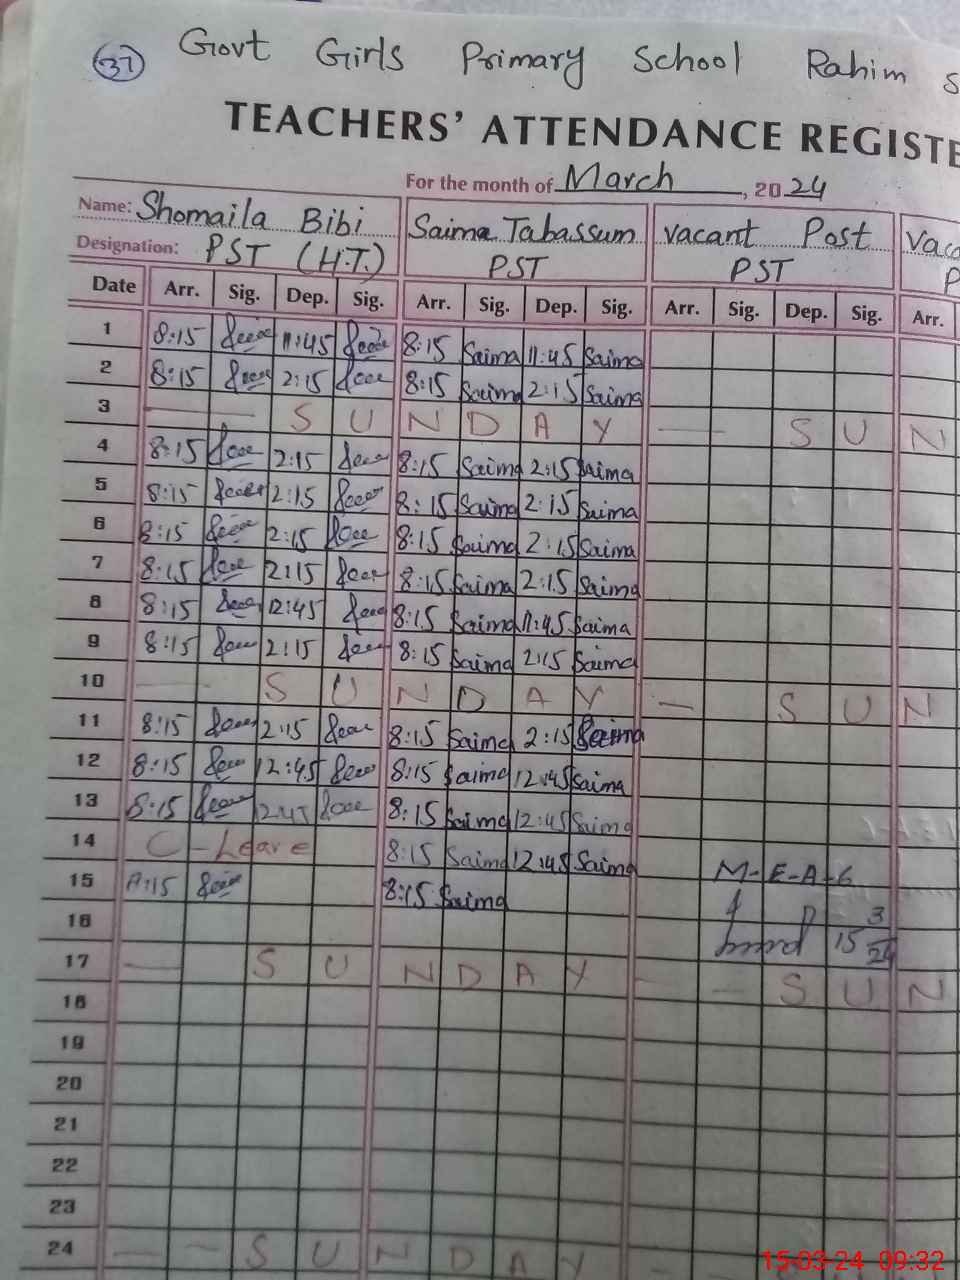 37 Govt Girls Primary School Rahim S
TEACHERS' ATTENDANCE REGISTE
For the month of March, 2024
Name: Shomaila Bibi Saima Tabassum vacant Post Vac
Designation: PST (H.T.) PST PST P
Date Arr. Sig. Dep. Sig. Arr. Sig. Dep. Sig. Arr. Sig. Dep. Sig. Arr.
1 8:15 11:45 8:15 Saima 11:45 Saima
2 8:15 2:15 8:15 Saima 2:15 Saima
3 — — S U N D A Y — S U N
4 8:15 2:15 8:15 Saima 2:15 Saima
5 8:15 2:15 8:15 Saima 2:15 Saima
6 8:15 2:15 8:15 Saima 2:15 Saima
7 8:15 2:15 8:15 Saima 2:15 Saima
8 8:15 12:45 8:15 Saima 11:45 Saima
9 8:15 2:15 8:15 Saima 2:15 Saima
10 — - S U N D A Y — S U N
11 8:15 2:15 8:15 Saima 2:15 Saima
12 8:15 12:45 8:15 Saima 12:45 Saima
13 8:15 12:45 8:15 Saima 12:45 Saima
14 C-Leave 8:15 Saima 12:45 Saima M-E-A-
15 8:15 8:15 Saima
16 15 3 24
17 — S U N D A Y — S U N
18
19
20
21
22
23
24 — — S U N D A Y
15-03-24 09:32